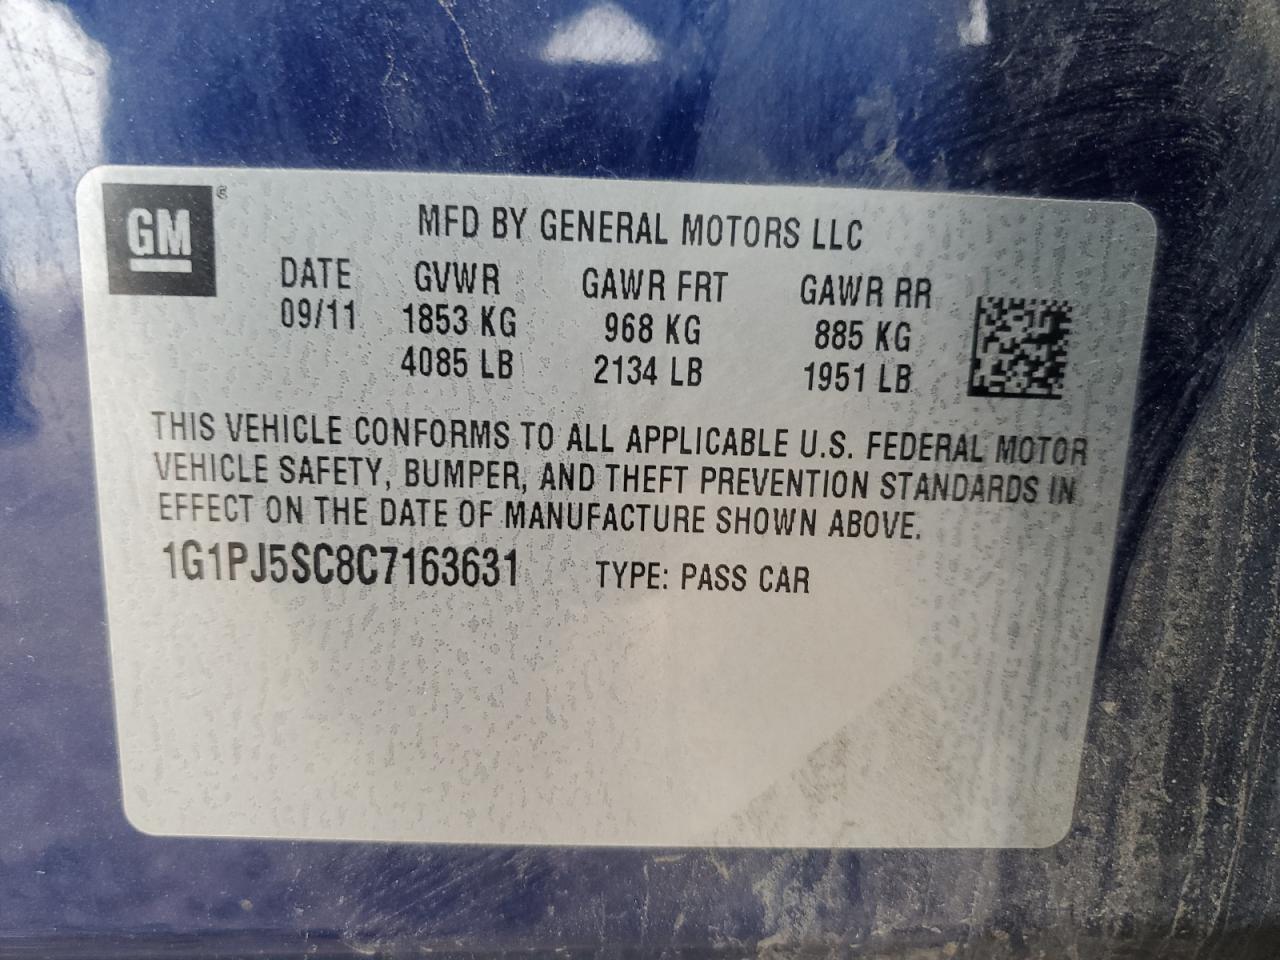 GM
MFD BY GENERAL MOTORS LLC
DATE GVWR GAWR FRT GAWR RR
09/11 1853 KG 968 KG 885 KG
4085 LB 2134 LB 1951 LB
THIS VEHICLE CONFORMS TO ALL APPLICABLE U.S. FEDERAL MOTOR
VEHICLE SAFETY, BUMPER, AND THEFT PREVENTION STANDARDS IN
EFFECT ON THE DATE OF MANUFACTURE SHOWN ABOVE.
1G1PJ5SC8C7163631 TYPE: PASS CAR